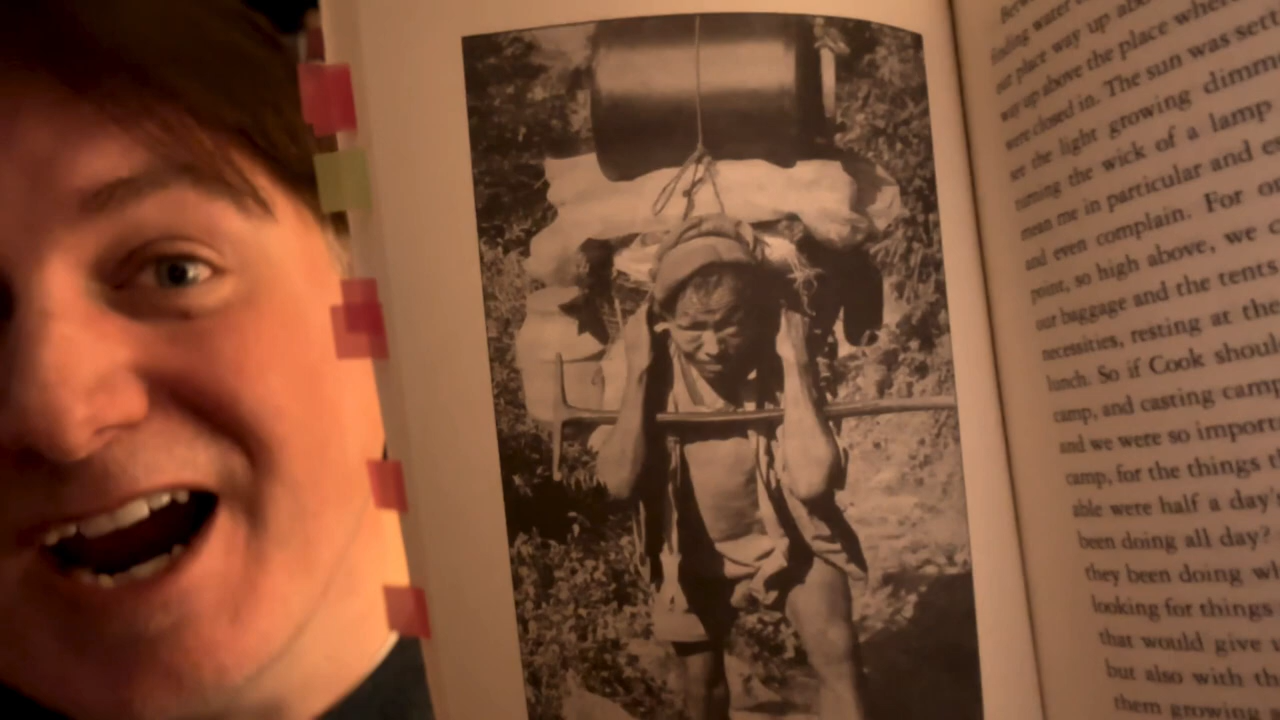 finding water
our place way up
way up above the place where
were closed in. The sun was sett
see the light growing dimm
turning the wick of a lamp
mean me in particular and e
and even complain. For o
point, so high above, we c
our baggage and the tents,
necessities, resting at the
lunch. So if Cook shoul
camp, and casting camp
and we were so import
camp, for the things t
able were half a day'
been doing all day?
they been doing wh
looking for things
that would give
but also with th
them growing